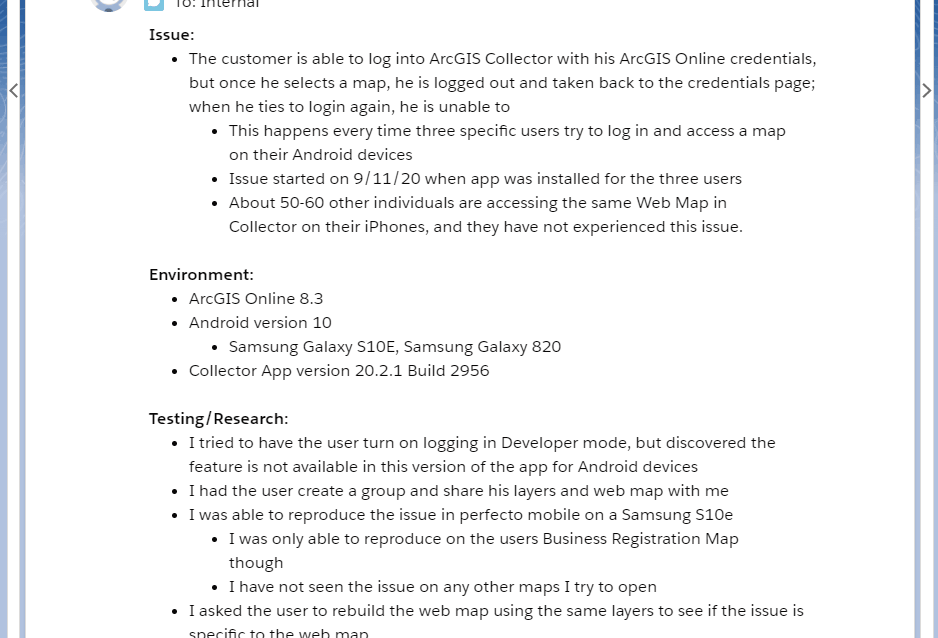 To: Internal
Issue:
• The customer is able to log into ArcGIS Collector with his ArcGIS Online credentials,
but once he selects a map, he is logged out and taken back to the credentials page;
when he ties to login again, he is unable to
• This happens every time three specific users try to log in and access a map
on their Android devices
• Issue started on 9/11/20 when app was installed for the three users
• About 50-60 other individuals are accessing the same Web Map in
Collector on their iPhones, and they have not experienced this issue.
Environment:
• ArcGIS Online 8.3
• Android version 10
• Samsung Galaxy S10E, Samsung Galaxy 820
• Collector App version 20.2.1 Build 2956
Testing/Research:
• I tried to have the user turn on logging in Developer mode, but discovered the
feature is not available in this version of the app for Android devices
• I had the user create a group and share his layers and web map with me
• I was able to reproduce the issue in perfecto mobile on a Samsung S10e
• I was only able to reproduce on the users Business Registration Map
though
• I have not seen the issue on any other maps I try to open
• I asked the user to rebuild the web map using the same layers to see if the issue is
specific to the web map